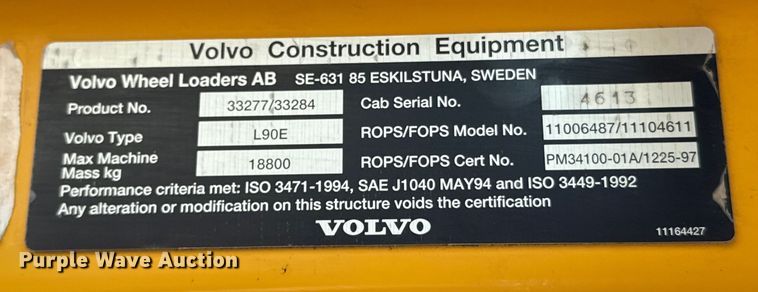 Volvo Construction Equipment
Volvo Wheel Loaders AB SE-631 85 ESKILSTUNA, SWEDEN
Product No. 33277/33284 Cab Serial No. 4613
Volvo Type L90E ROPS/FOPS Model No. 11006487/11104611
Max Machine Mass kg 18800 ROPS/FOPS Cert No. PM34100-01A/1225-97
Performance criteria met: ISO 3471-1994, SAE J1040 MAY94 and ISO 3449-1992
Any alteration or modification on this structure voids the certification
VOLVO
11164427
Purple Wave Auction